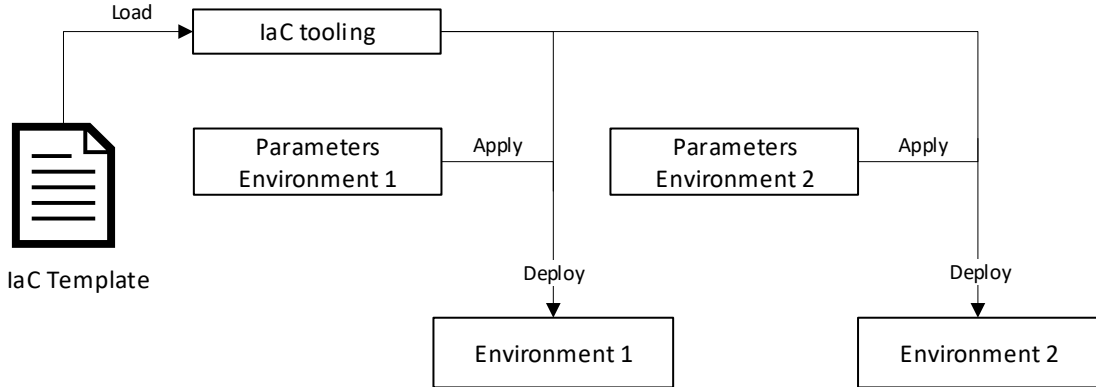 Load
IaC tooling
Parameters
Environment 1
Apply
Parameters
Environment 2
Apply
IaC Template
Deploy
Deploy
Environment 1
Environment 2